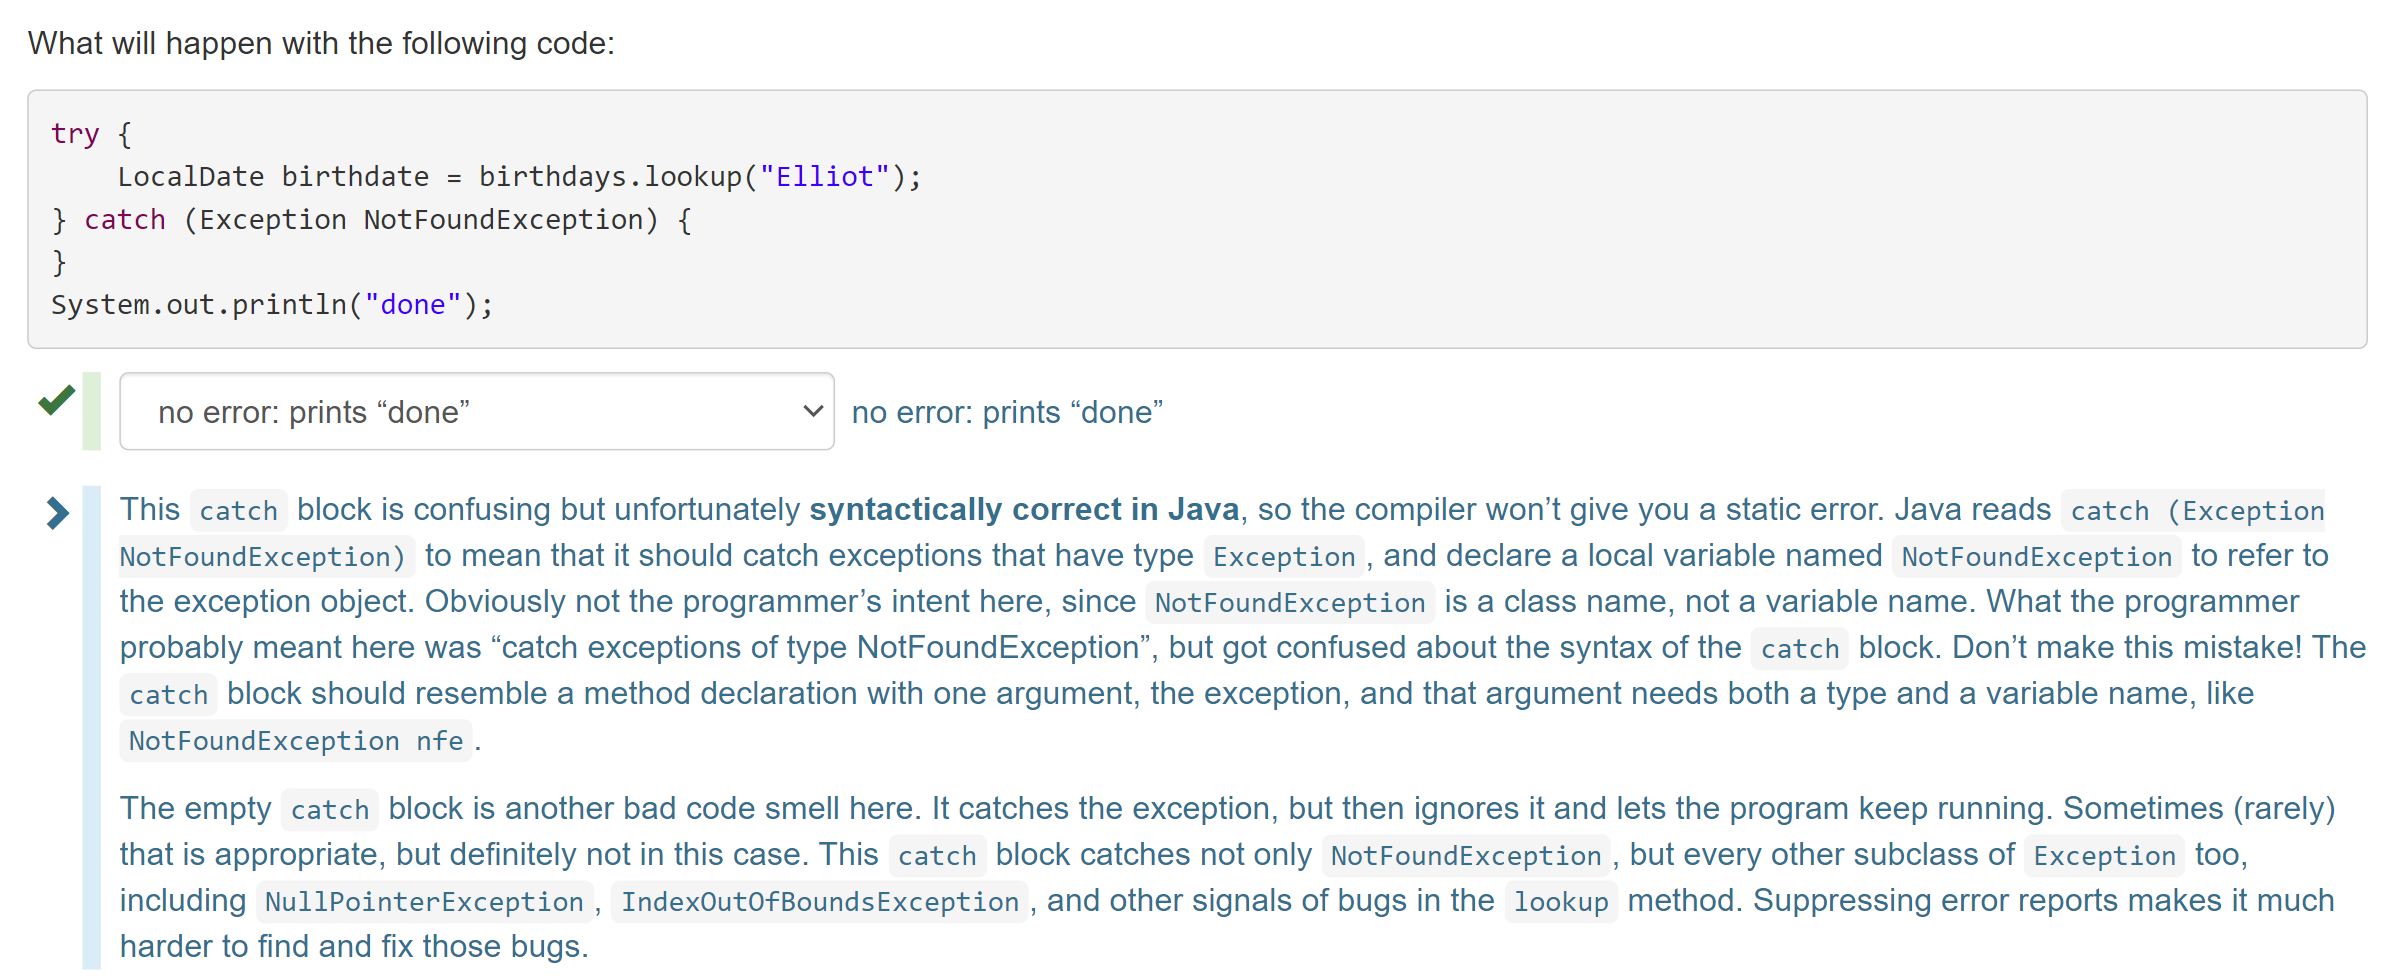 What will happen with the following code:
try {
    LocalDate birthdate = birthdays.lookup("Elliot");
} catch (Exception NotFoundException) {
}
System.out.println("done");
no error: prints “done” no error: prints “done”
This catch block is confusing but unfortunately syntactically correct in Java, so the compiler won’t give you a static error. Java reads catch (Exception
NotFoundException) to mean that it should catch exceptions that have type Exception, and declare a local variable named NotFoundException to refer to
the exception object. Obviously not the programmer’s intent here, since NotFoundException is a class name, not a variable name. What the programmer
probably meant here was “catch exceptions of type NotFoundException”, but got confused about the syntax of the catch block. Don’t make this mistake! The
catch block should resemble a method declaration with one argument, the exception, and that argument needs both a type and a variable name, like
NotFoundException nfe.
The empty catch block is another bad code smell here. It catches the exception, but then ignores it and lets the program keep running. Sometimes (rarely)
that is appropriate, but definitely not in this case. This catch block catches not only NotFoundException, but every other subclass of Exception too,
including NullPointerException, IndexOutOfBoundsException, and other signals of bugs in the lookup method. Suppressing error reports makes it much
harder to find and fix those bugs.